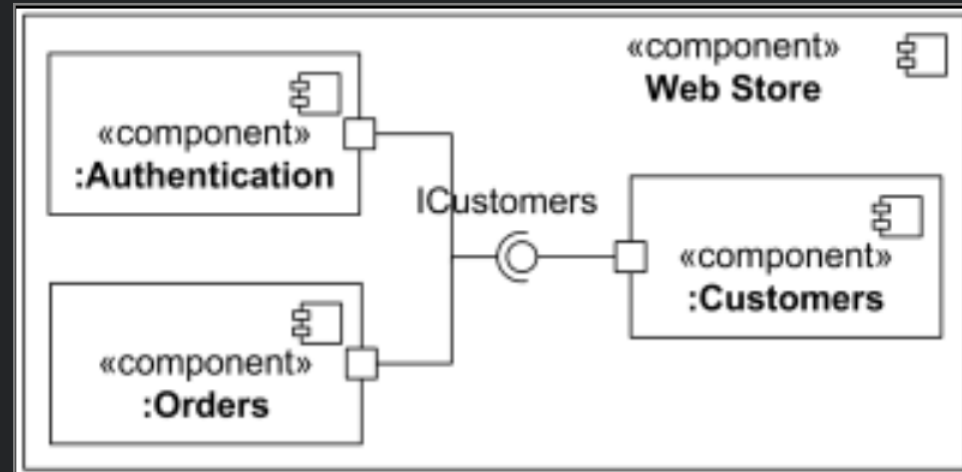 «component»
Web Store
«component»
:Authentication
ICustomers
«component»
:Customers
«component»
:Orders